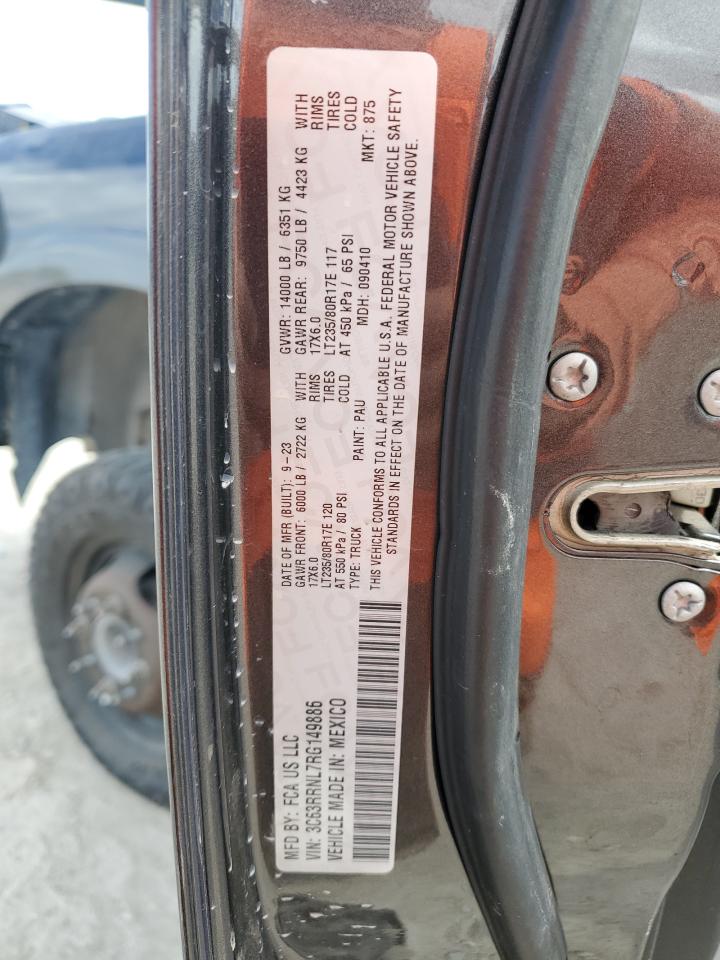 MFD BY: FCA US LLC
VIN: 3C63RRNL7RG149886
VEHICLE MADE IN: MEXICO
DATE OF MFR (BUILT): 9-23 GVWR: 14000 LB / 6351 KG
GAWR FRONT: 6000 LB / 2722 KG WITH GAWR REAR: 9750 LB / 4423 KG WITH
17X6.0 RIMS 17X6.0 RIMS
LT235/80R17E 120 TIRES LT235/80R17E 117 TIRES
AT 550 kPa / 80 PSI COLD AT 450 kPa / 65 PSI COLD
TYPE: TRUCK PAINT: PAU MDH: 090410 MKT: 875
THIS VEHICLE CONFORMS TO ALL APPLICABLE U.S.A. FEDERAL MOTOR VEHICLE SAFETY
STANDARDS IN EFFECT ON THE DATE OF MANUFACTURE SHOWN ABOVE.